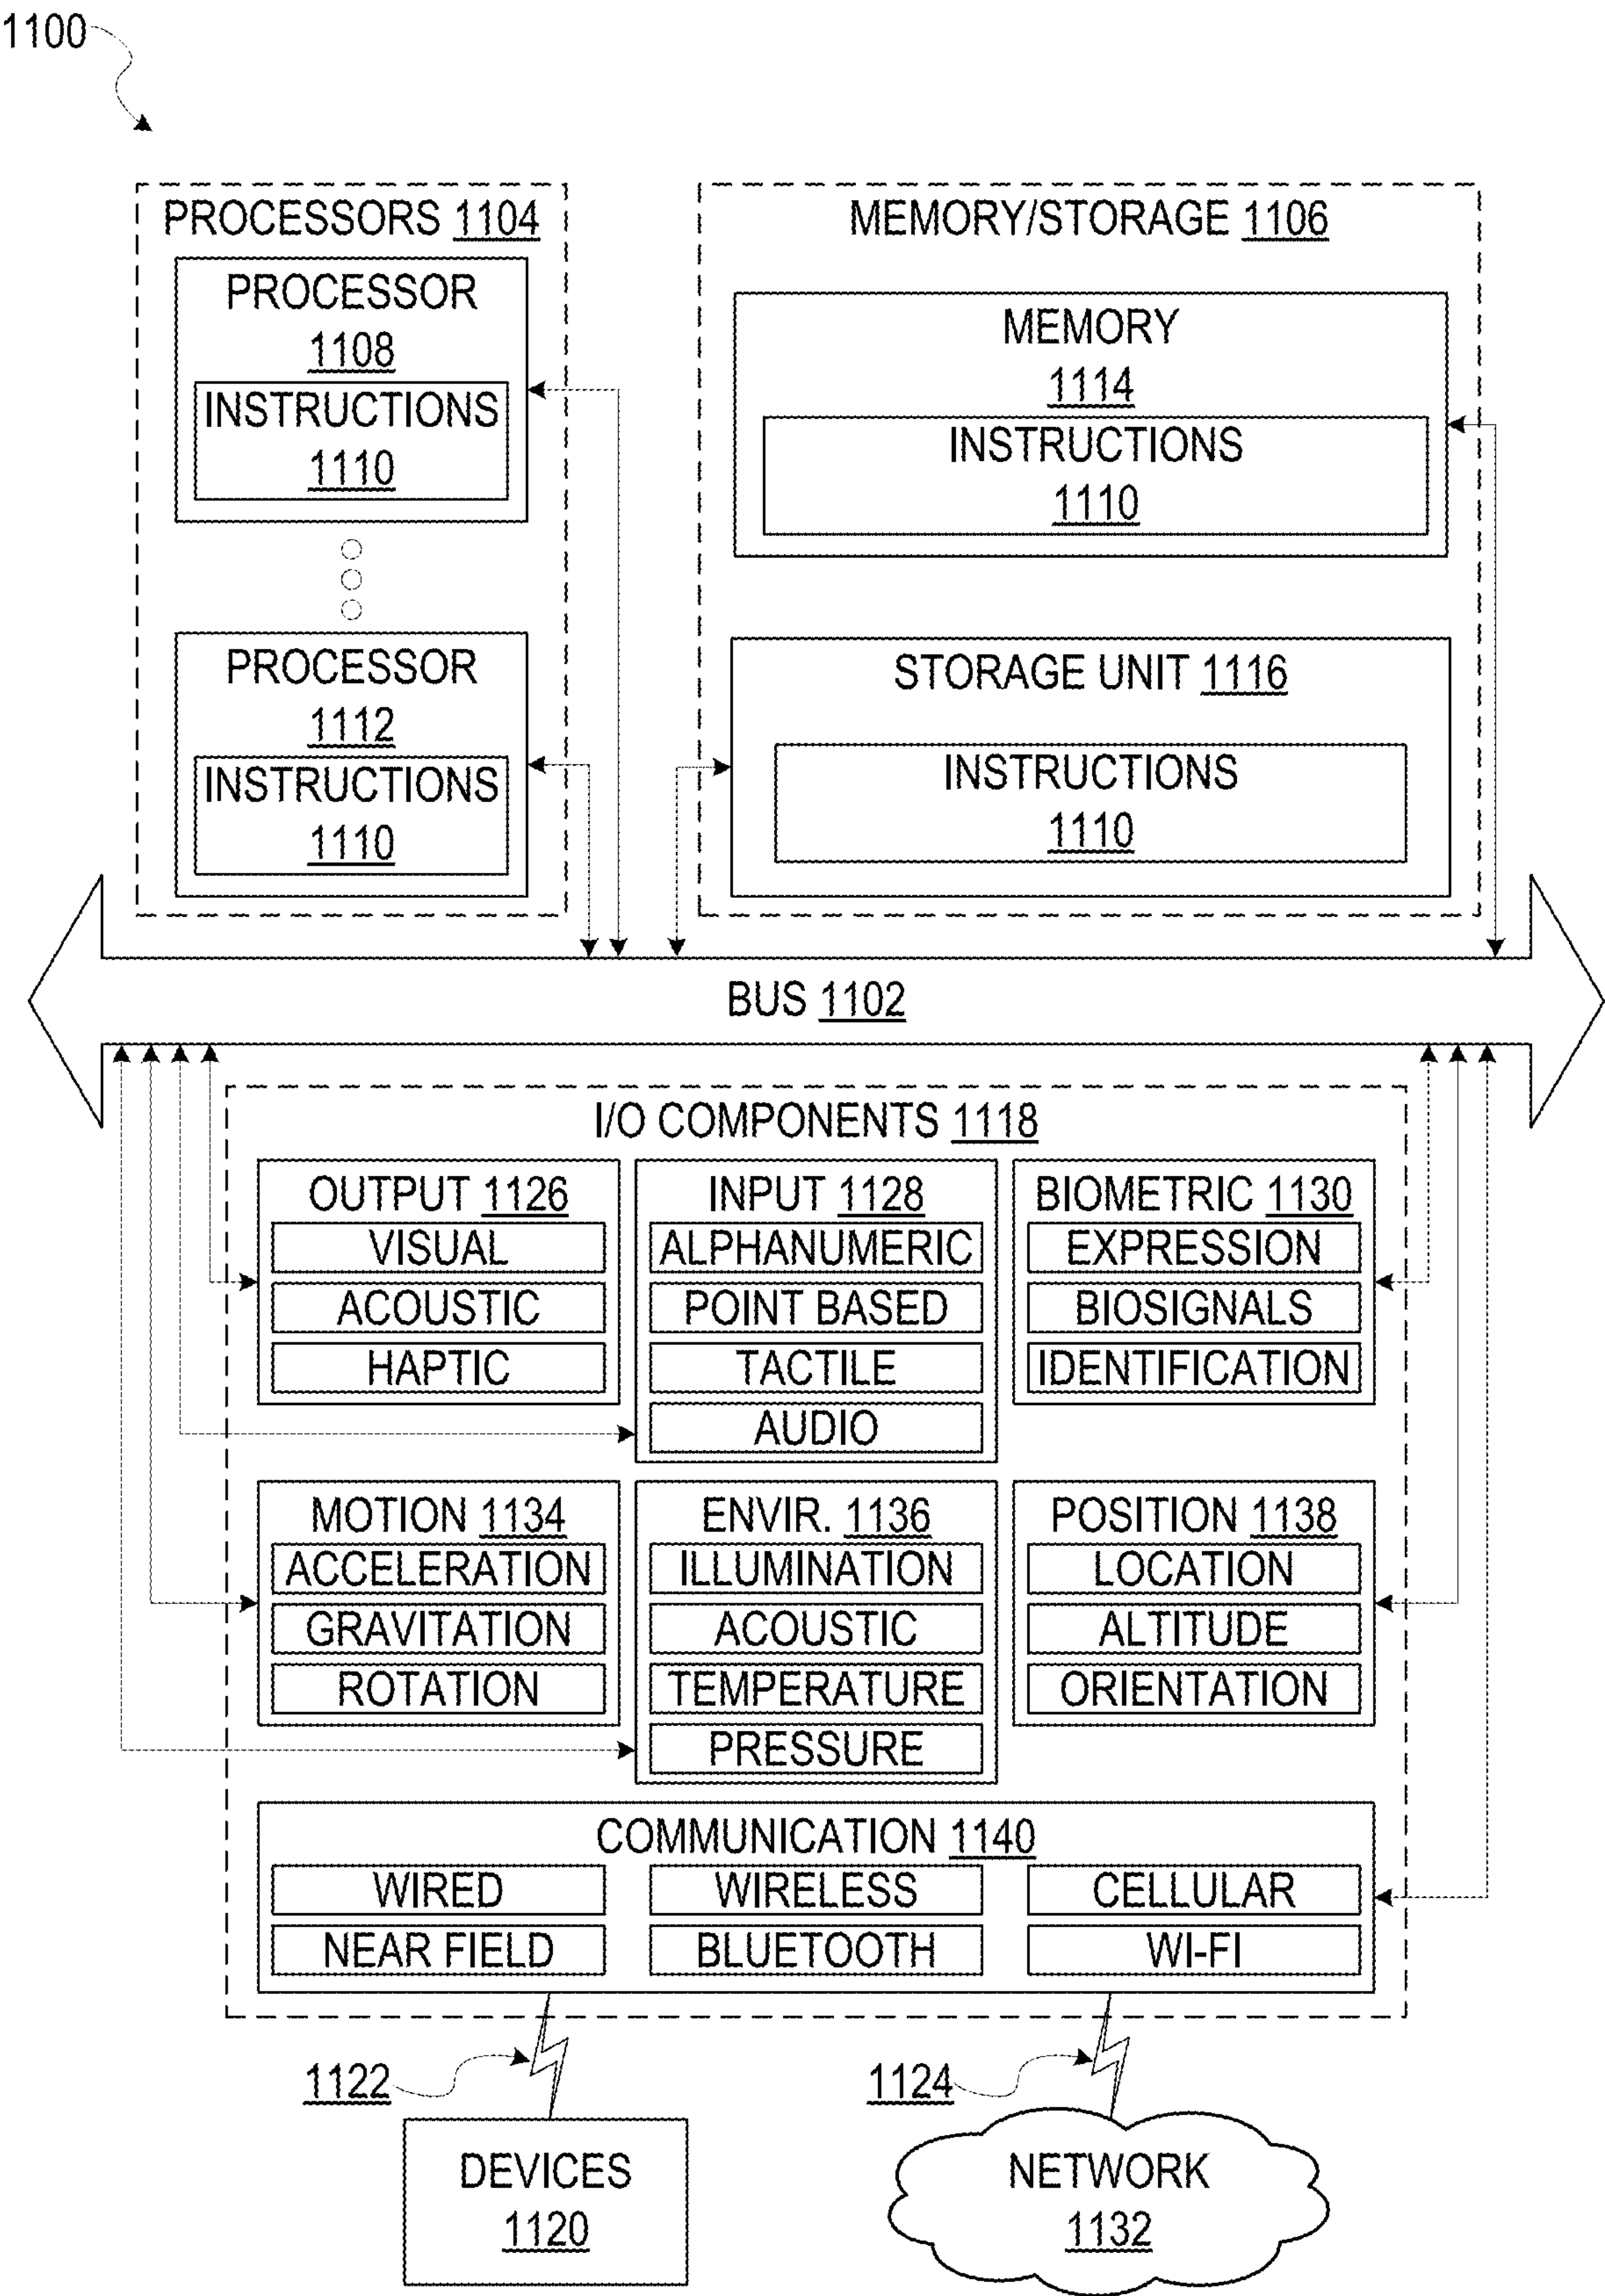 1100
PROCESSORS 1104
PROCESSOR
1108
INSTRUCTIONS
1110
PROCESSOR
1112
INSTRUCTIONS
1110
MEMORY/STORAGE 1106
MEMORY
1114
INSTRUCTIONS
1110
STORAGE UNIT 1116
INSTRUCTIONS
1110
BUS 1102
I/O COMPONENTS 1118
OUTPUT 1126
VISUAL
ACOUSTIC
HAPTIC
INPUT 1128
ALPHANUMERIC
POINT BASED
TACTILE
AUDIO
BIOMETRIC 1130
EXPRESSION
BIOSIGNALS
IDENTIFICATION
MOTION 1134
ACCELERATION
GRAVITATION
ROTATION
ENVIR. 1136
ILLUMINATION
ACOUSTIC
TEMPERATURE
PRESSURE
POSITION 1138
LOCATION
ALTITUDE
ORIENTATION
COMMUNICATION 1140
WIRED
WIRELESS
CELLULAR
NEAR FIELD
BLUETOOTH
WI-FI
1122
1124
DEVICES
1120
NETWORK
1132